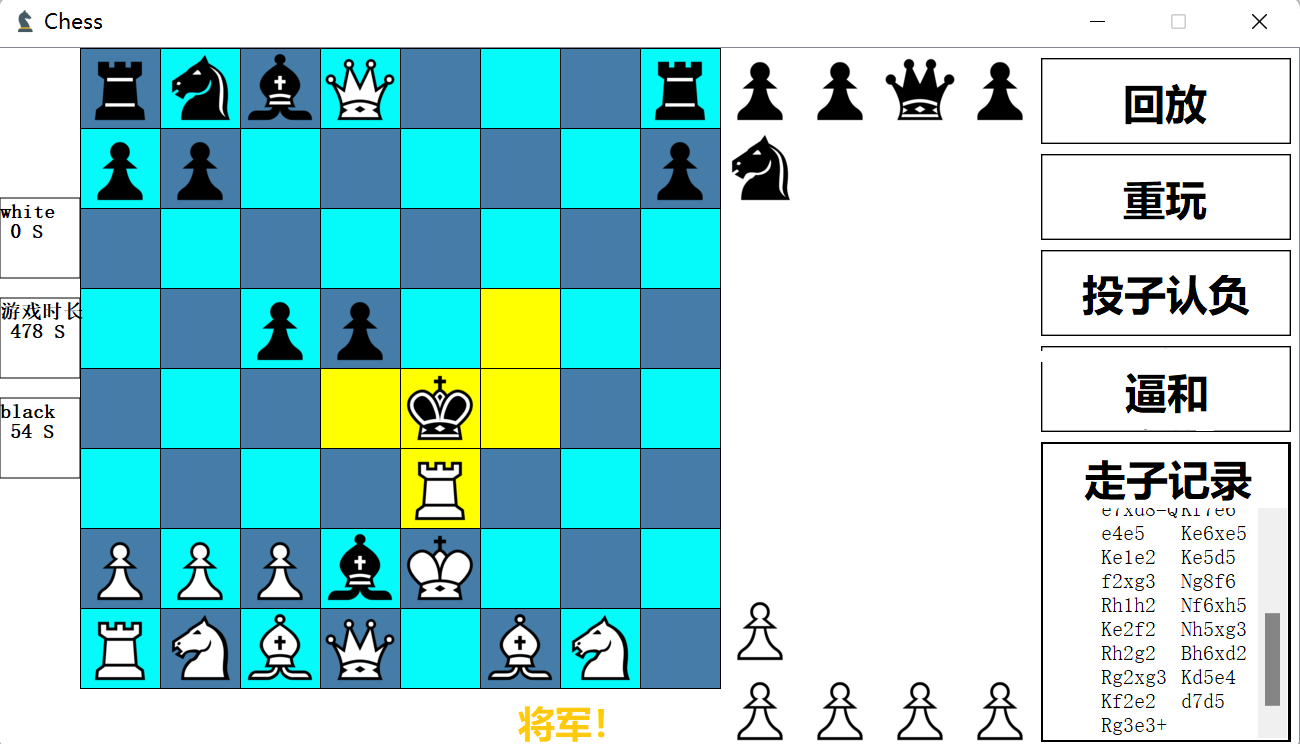 Chess
回放
重玩
white
0 S
投子认负
游戏时长
478 S
逼和
black
54 S
走子记录
e7xd8-QKf7e6
e4e5 Ke6xe5
Ke1e2 Ke5d5
f2xg3 Ng8f6
Rh1h2 Nf6xh5
Ke2f2 Nh5xg3
Rh2g2 Bh6xd2
Rg2xg3 Kd5e4
Kf2e2 d7d5
Rg3e3+
将军!